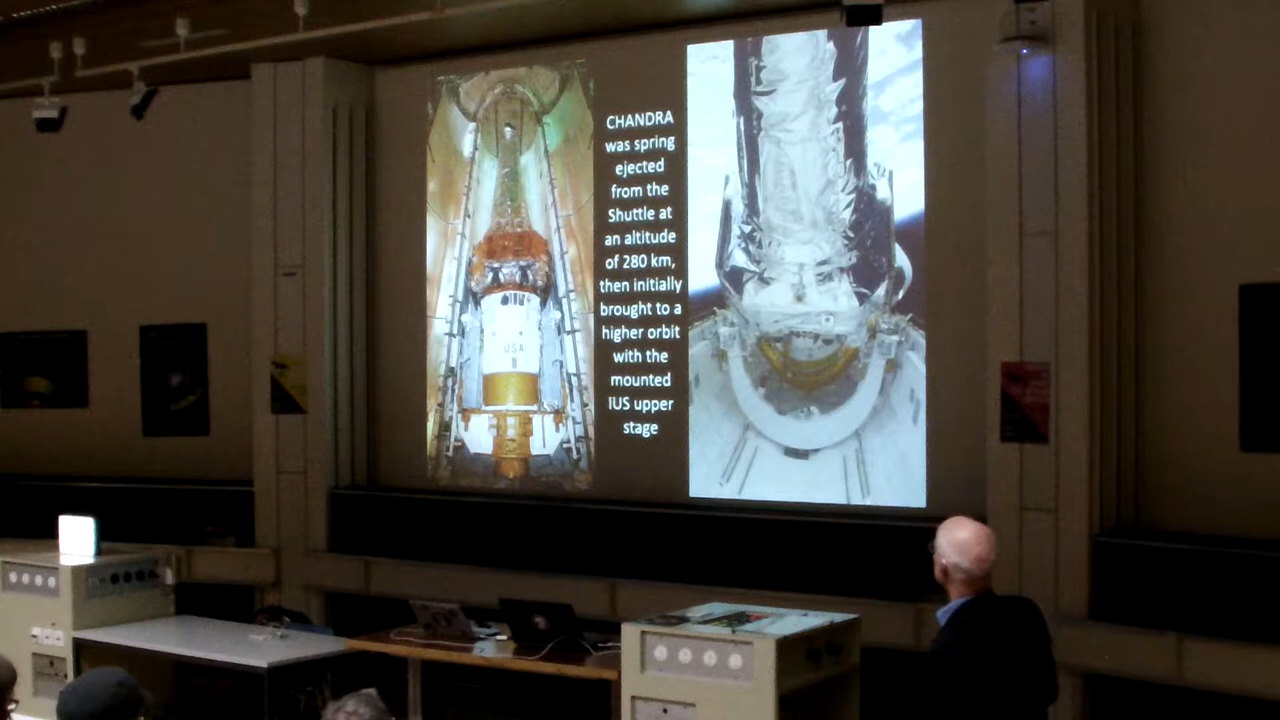 CHANDRA
was spring
ejected
from the
Shuttle at
an altitude
of 280 km,
then initially
brought to a
higher orbit
with the
mounted
IUS upper
stage
USA